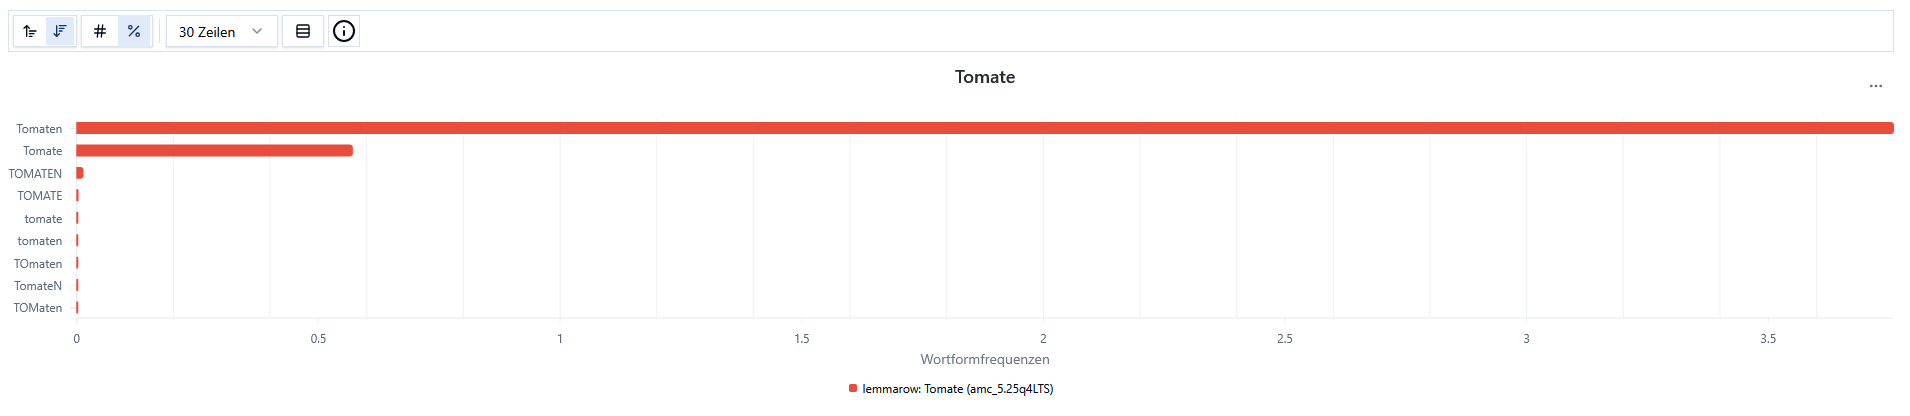 # % 30 Zeilen
Tomate
...
Tomaten
Tomate
TOMATEN
TOMATE
tomate
tomaten
TOmaten
TomateN
TOMaten
0 0.5 1 1.5 2 2.5 3 3.5
Wortformfrequenzen
lemmarow: Tomate (amc_5.25q4LTS)